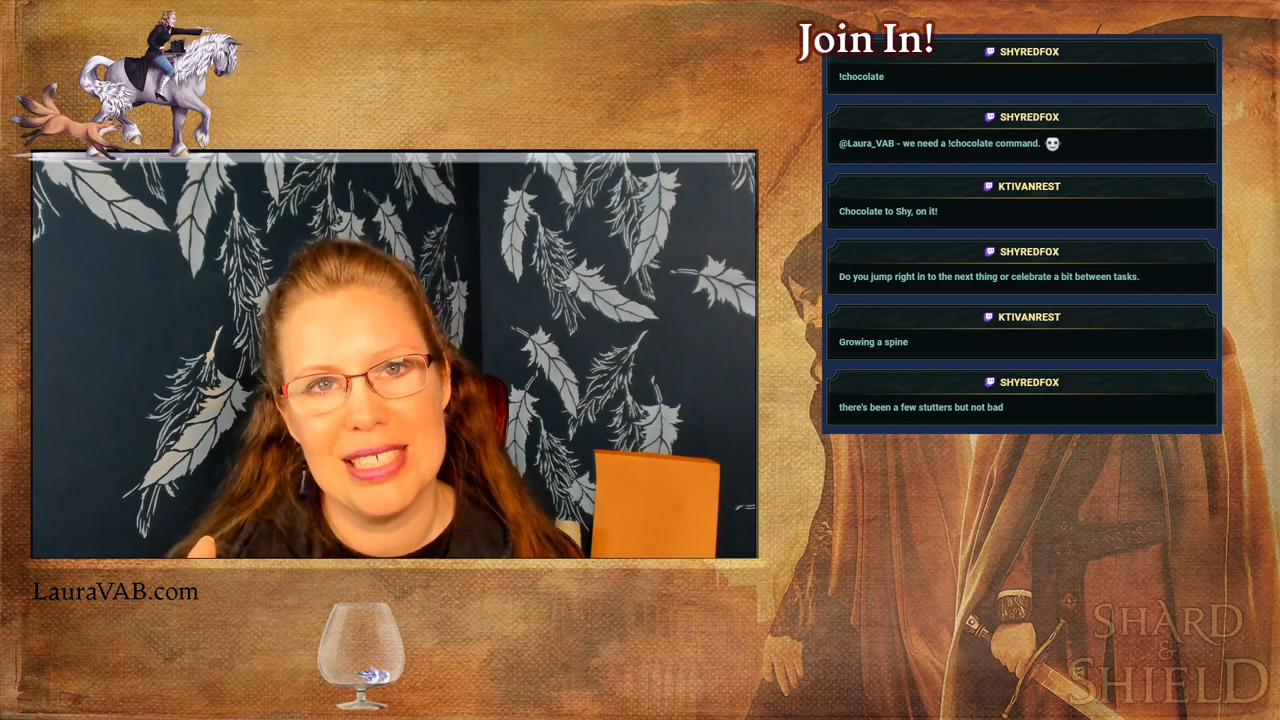 Join In!
SHYREDFOX
!chocolate
SHYREDFOX
@Laura_VAB - we need a !chocolate command.
KTIVANREST
Chocolate to Shy, on it!
SHYREDFOX
Do you jump right in to the next thing or celebrate a bit between tasks.
KTIVANREST
Growing a spine
SHYREDFOX
there's been a few stutters but not bad
LauraVAB.com
SHARD
&
SHIELD